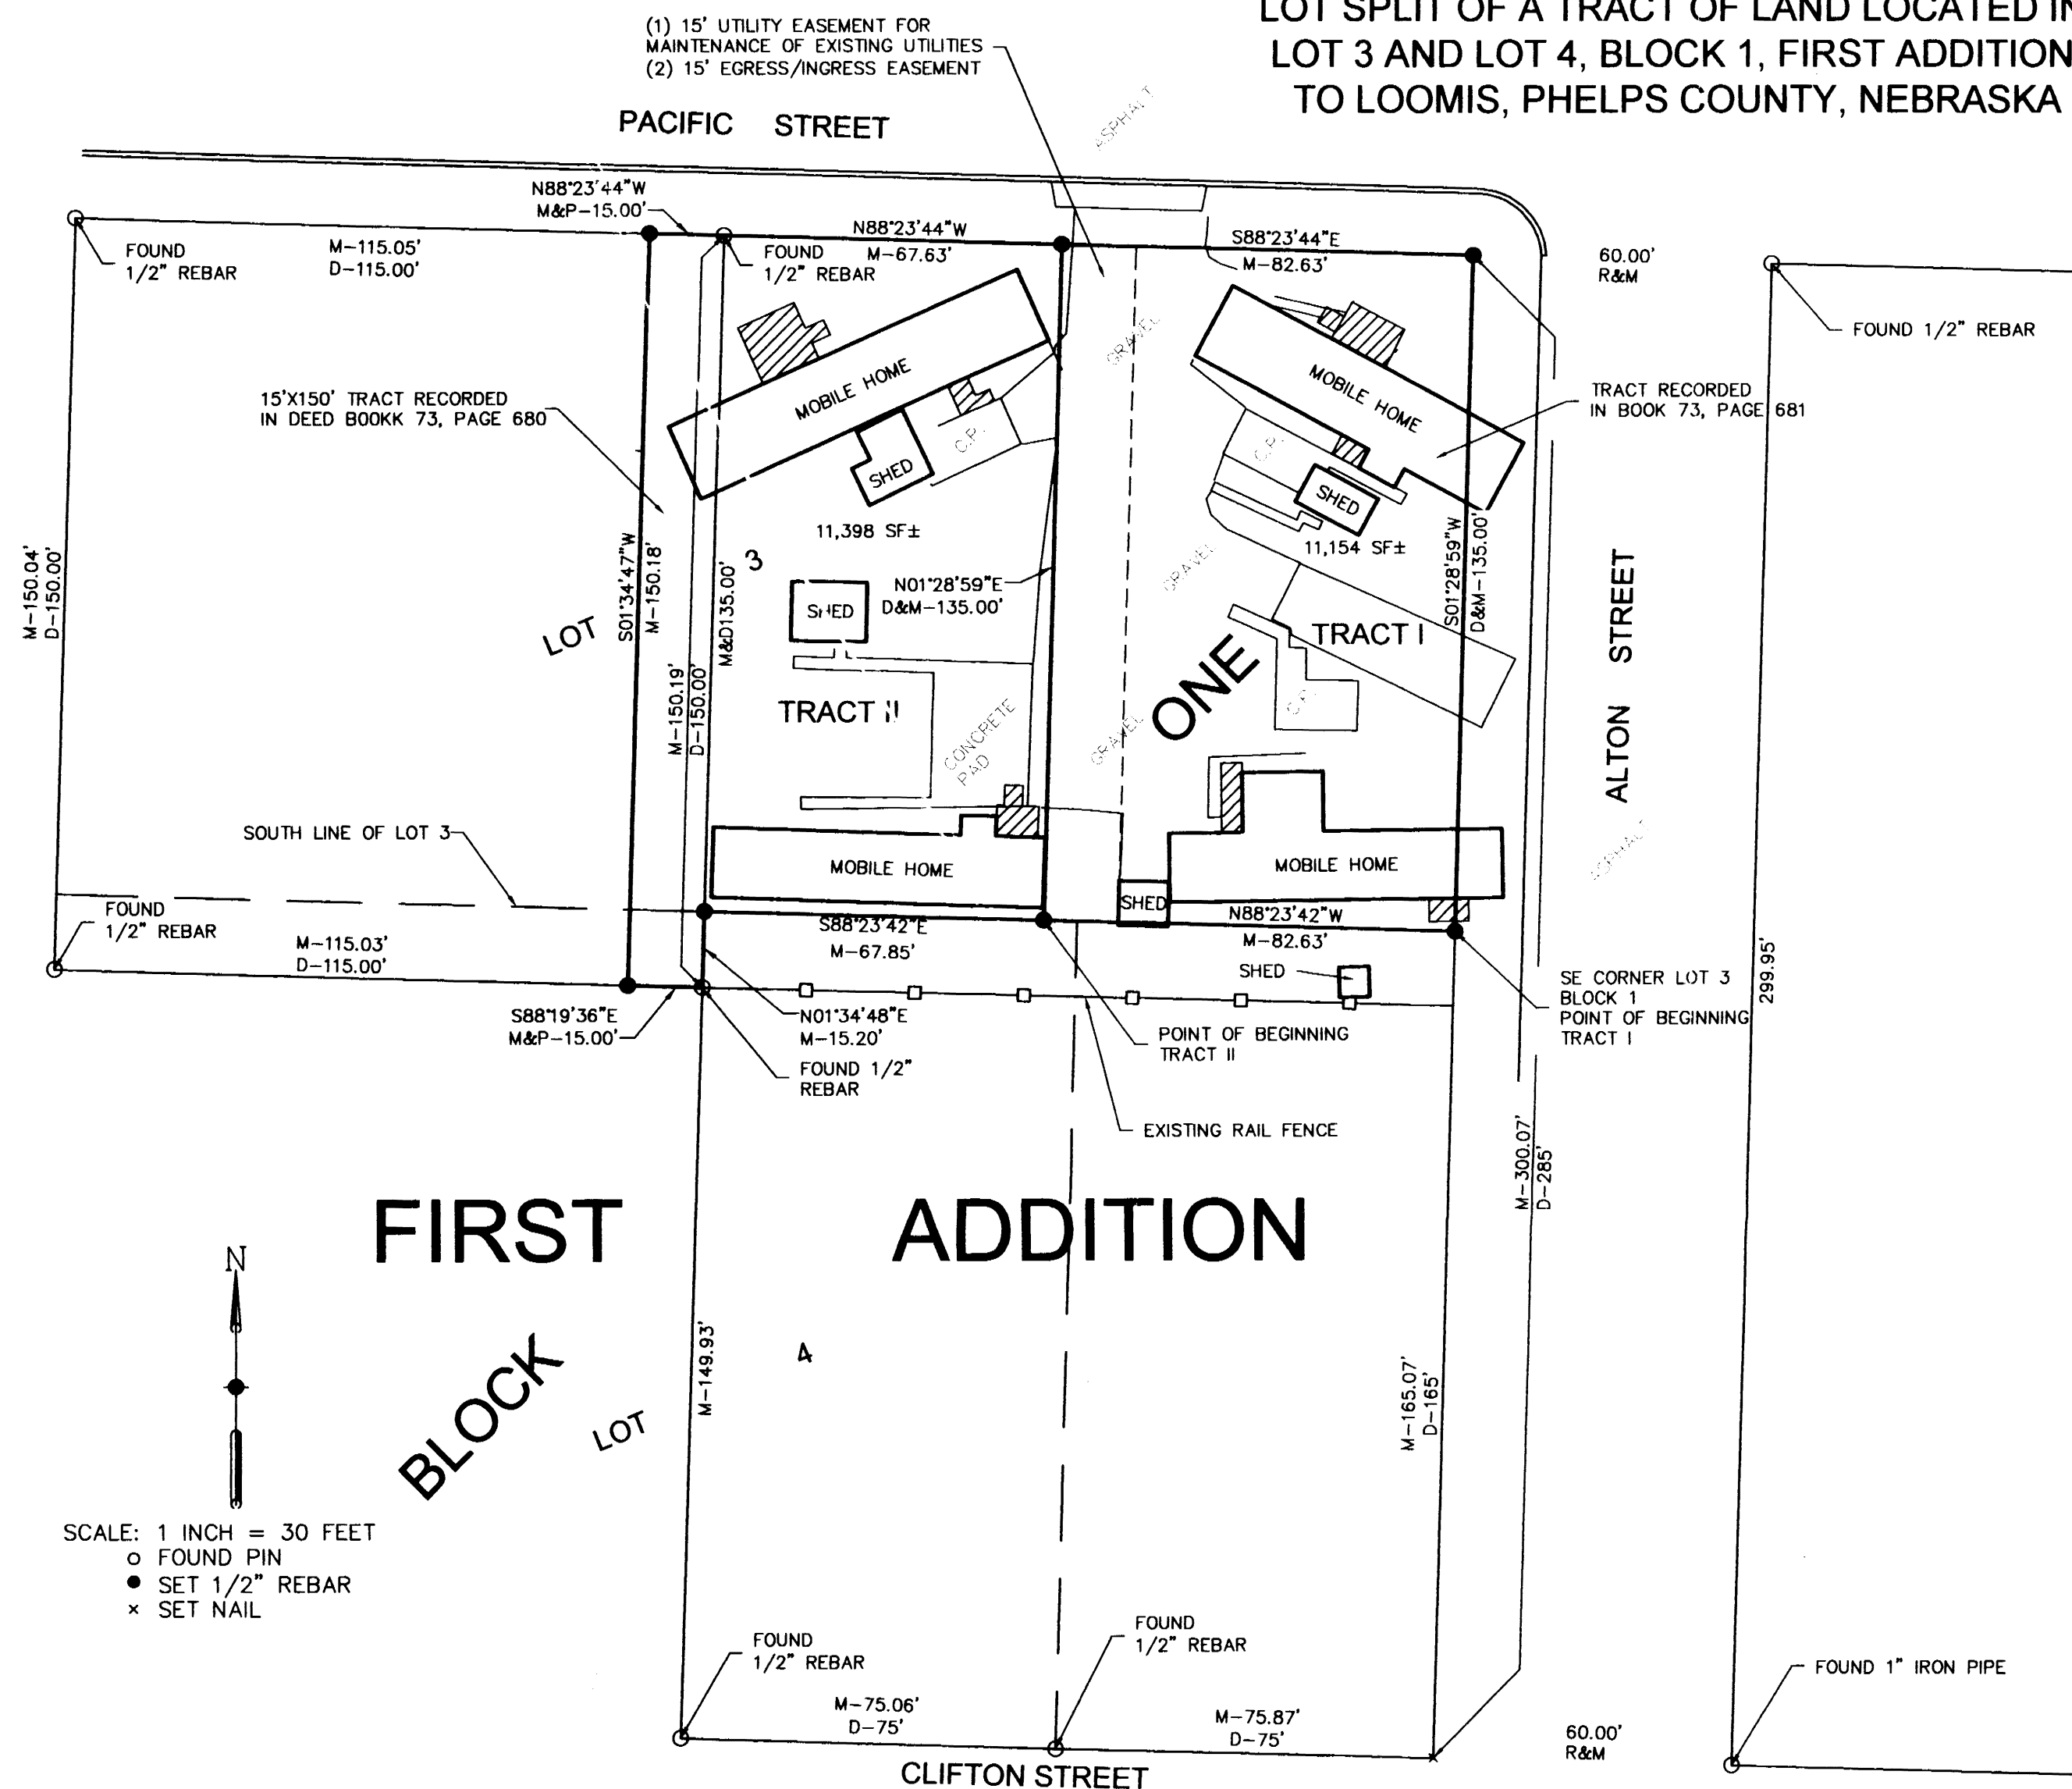 LOT SPLIT OF A TRACT OF LAND LOCATED IN
LOT 3 AND LOT 4, BLOCK 1, FIRST ADDITION
TO LOOMIS, PHELPS COUNTY, NEBRASKA
(1) 15' UTILITY EASEMENT FOR
MAINTENANCE OF EXISTING UTILITIES
(2) 15' EGRESS/INGRESS EASEMENT
PACIFIC STREET
ASPHALT
N88°23'44"W
M&P-15.00'
N88°23'44"W
M-67.63'
S88°23'44"E
M-82.63'
FOUND
1/2" REBAR
M-115.05'
D-115.00'
FOUND
1/2" REBAR
60.00'
R&M
FOUND 1/2" REBAR
15'X150' TRACT RECORDED
IN DEED BOOKK 73, PAGE 680
MOBILE HOME
SHED
C.P.
GRAVEL
MOBILE HOME
C.P.
SHED
TRACT RECORDED
IN BOOK 73, PAGE 681
11,398 SF±
11,154 SF±
M-150.04'
D-150.00'
S01°34'47"W
M-150.18'
M&D135.00'
M-150.19'
D-150.00'
LOT
3
SHED
N01°28'59"E
D&M-135.00'
GRAVEL
S01°28'59"W
D&M-135.00'
TRACT I
ONE
C.P.
TRACT II
CONCRETE
PAD
GRAVEL
ALTON STREET
ASPHALT
SOUTH LINE OF LOT 3
MOBILE HOME
MOBILE HOME
SHED
FOUND
1/2" REBAR
M-115.03'
D-115.00'
S88°23'42"E
M-67.85'
N88°23'42"W
M-82.63'
SHED
299.95'
SE CORNER LOT 3
BLOCK 1
POINT OF BEGINNING
TRACT I
S88°19'36"E
M&P-15.00'
N01°34'48"E
M-15.20'
FOUND 1/2"
REBAR
POINT OF BEGINNING
TRACT II
EXISTING RAIL FENCE
M-300.07'
D-285'
FIRST ADDITION
N
BLOCK
LOT
4
M-149.93'
M-165.07'
D-165'
SCALE: 1 INCH = 30 FEET
FOUND PIN
SET 1/2" REBAR
SET NAIL
FOUND
1/2" REBAR
FOUND
1/2" REBAR
FOUND 1" IRON PIPE
M-75.06'
D-75'
M-75.87'
D-75'
60.00'
R&M
CLIFTON STREET